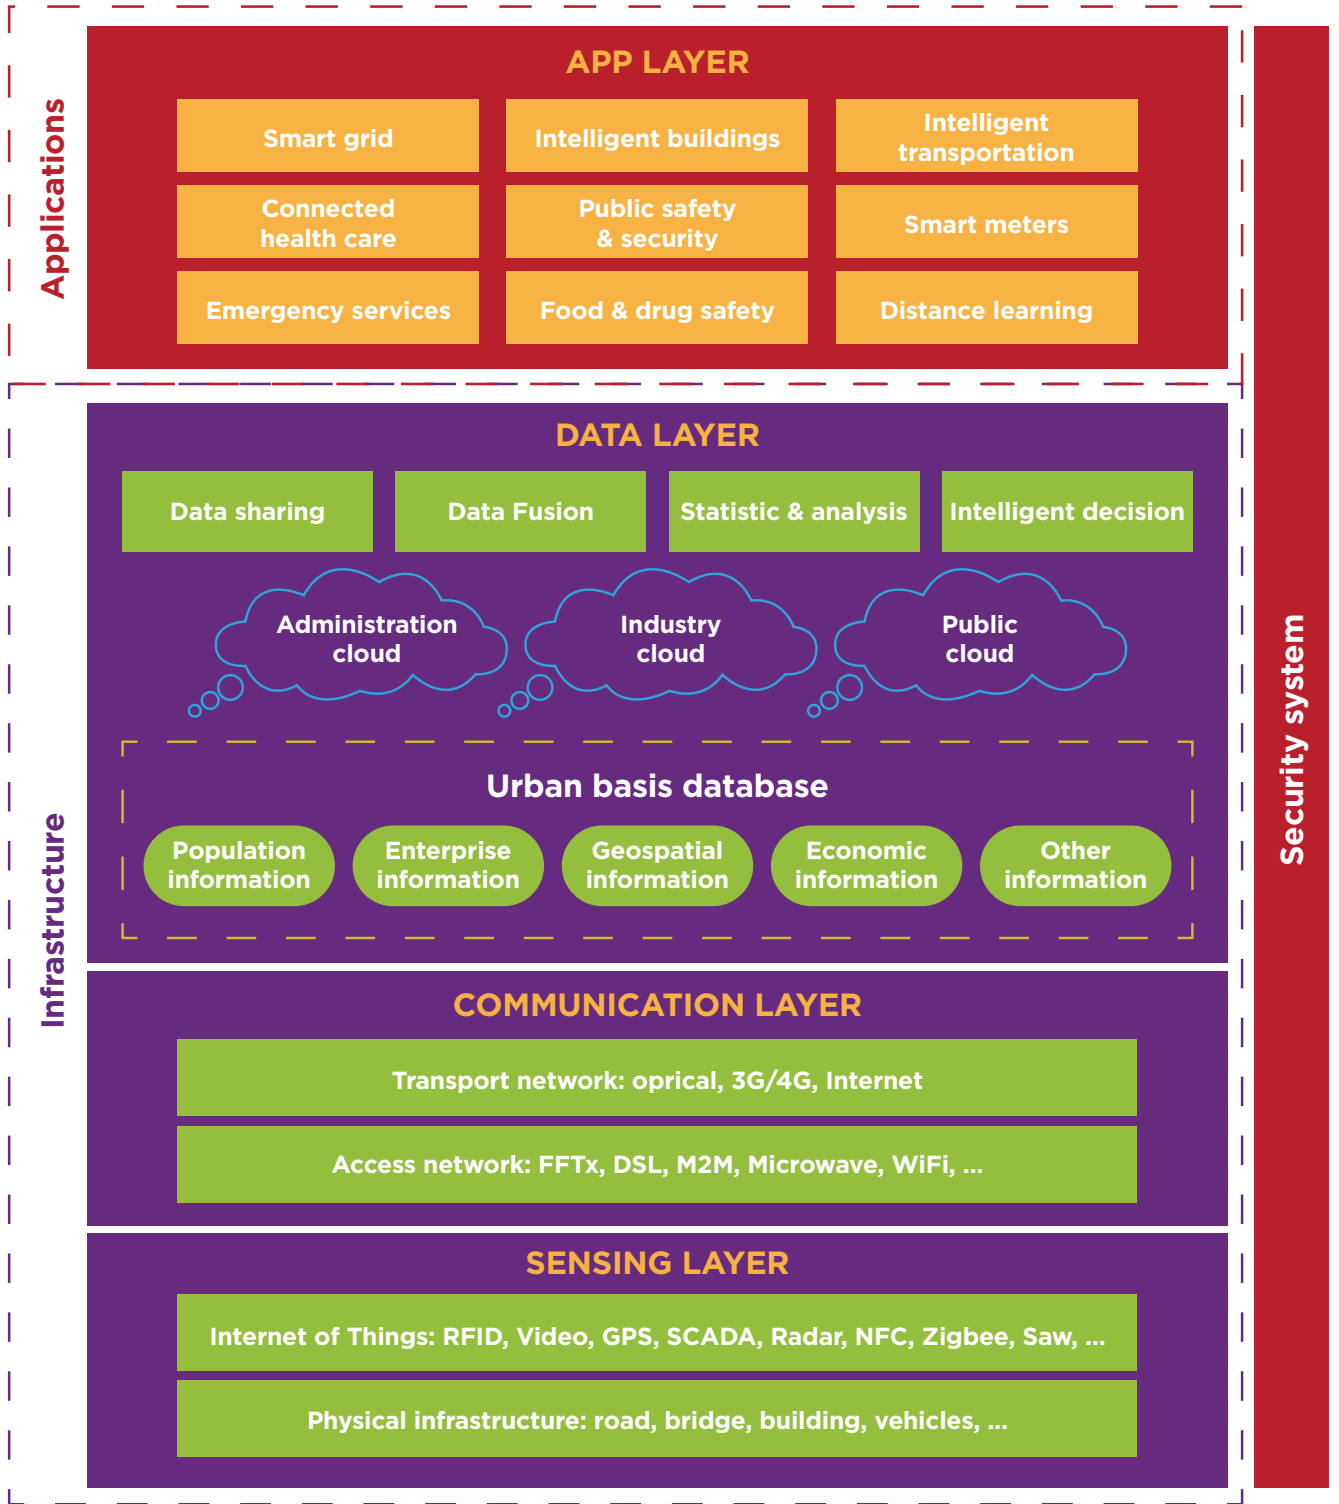 APP LAYER
Applications
Smart grid
Intelligent buildings
Intelligent
transportation
Connected
health care
Public safety
& security
Smart meters
Emergency services
Food & drug safety
Distance learning
Security system
Infrastructure
DATA LAYER
Data sharing
Data Fusion
Statistic & analysis
Intelligent decision
Administration
cloud
Industry
cloud
Public
cloud
Urban basis database
Population
information
Enterprise
information
Geospatial
information
Economic
information
Other
information
COMMUNICATION LAYER
Transport network: oprical, 3G/4G, Internet
Access network: FFTx, DSL, M2M, Microwave, WiFi, ...
SENSING LAYER
Internet of Things: RFID, Video, GPS, SCADA, Radar, NFC, Zigbee, Saw, ...
Physical infrastructure: road, bridge, building, vehicles, ...